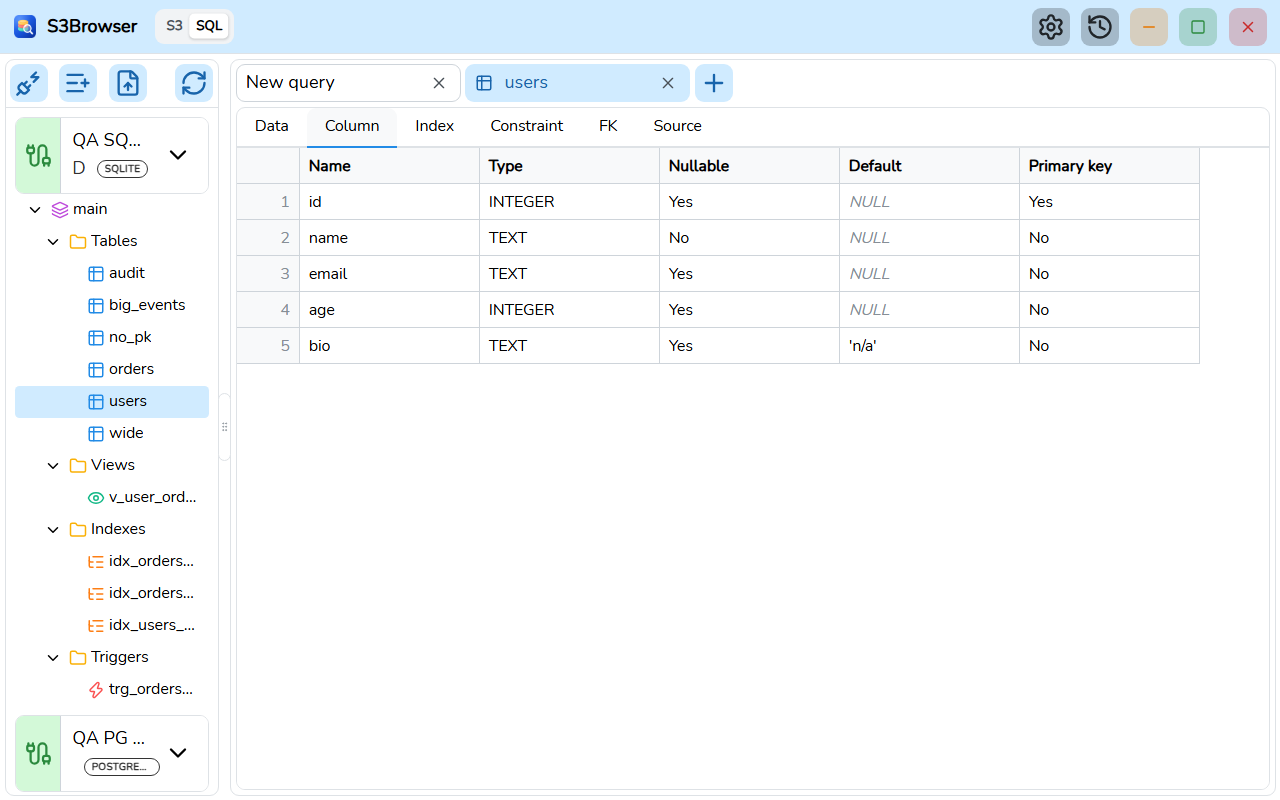 S3Browser S3 SQL
New query users
Data Column Index Constraint FK Source
QA SQ...
D SQLITE
main
Tables
audit
big_events
no_pk
orders
users
wide
Views
v_user_ord...
Indexes
idx_orders...
idx_orders...
idx_users_...
Triggers
trg_orders...
QA PG ...
POSTGRE...
Name Type Nullable Default Primary key
1 id INTEGER Yes NULL Yes
2 name TEXT No NULL No
3 email TEXT Yes NULL No
4 age INTEGER Yes NULL No
5 bio TEXT Yes 'n/a' No